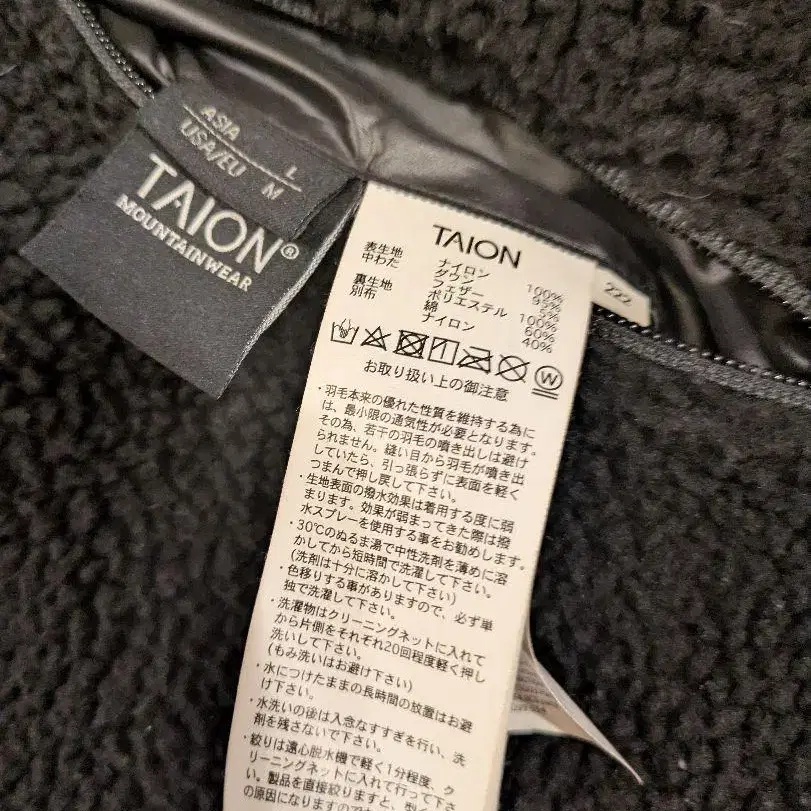 ASIA L
USA/EU M
TAION®
MOUNTAINWEAR
TAION
表生地 ナイロン 100%
中わた ダウン 95%
フェザー 5%
裏生地 ポリエステル 100%
別布 綿 60%
ナイロン 40%
222
W
お取り扱い上の御注意
・羽毛本来の優れた性質を維持する為に
は、最小限の通気性が必要となります。
その為、若干の羽毛の噴き出しは避け
られません。縫い目から羽毛が噴き出
していたら、引っ張らずに表面を軽く
つまんで押し戻して下さい。
・生地表面の撥水効果は着用する度に弱
まります。効果が弱まってきた際は撥
水スプレーを使用する事をお勧めします。
・30℃のぬるま湯で中性洗剤を薄めに溶
かしてから短時間で洗濯して下さい。
(洗剤は十分に溶かして下さい)
・色移りする事がありますので、必ず単
独で洗濯して下さい。
・洗濯物はクリーニングネットに入れて
から片側をそれぞれ20回程度軽く押し
洗いして下さい。
(もみ洗いはお避け下さい)
・水につけたままの長時間の放置はお避
け下さい。
・水洗いの後は入念なすすぎを行い、洗
剤を残さないで下さい。
・絞りは遠心脱水機で軽く1分程度、ク
リーニングネットに入れて行って下さ
い。製品を直接絞りますと、型く
の原因になりますので